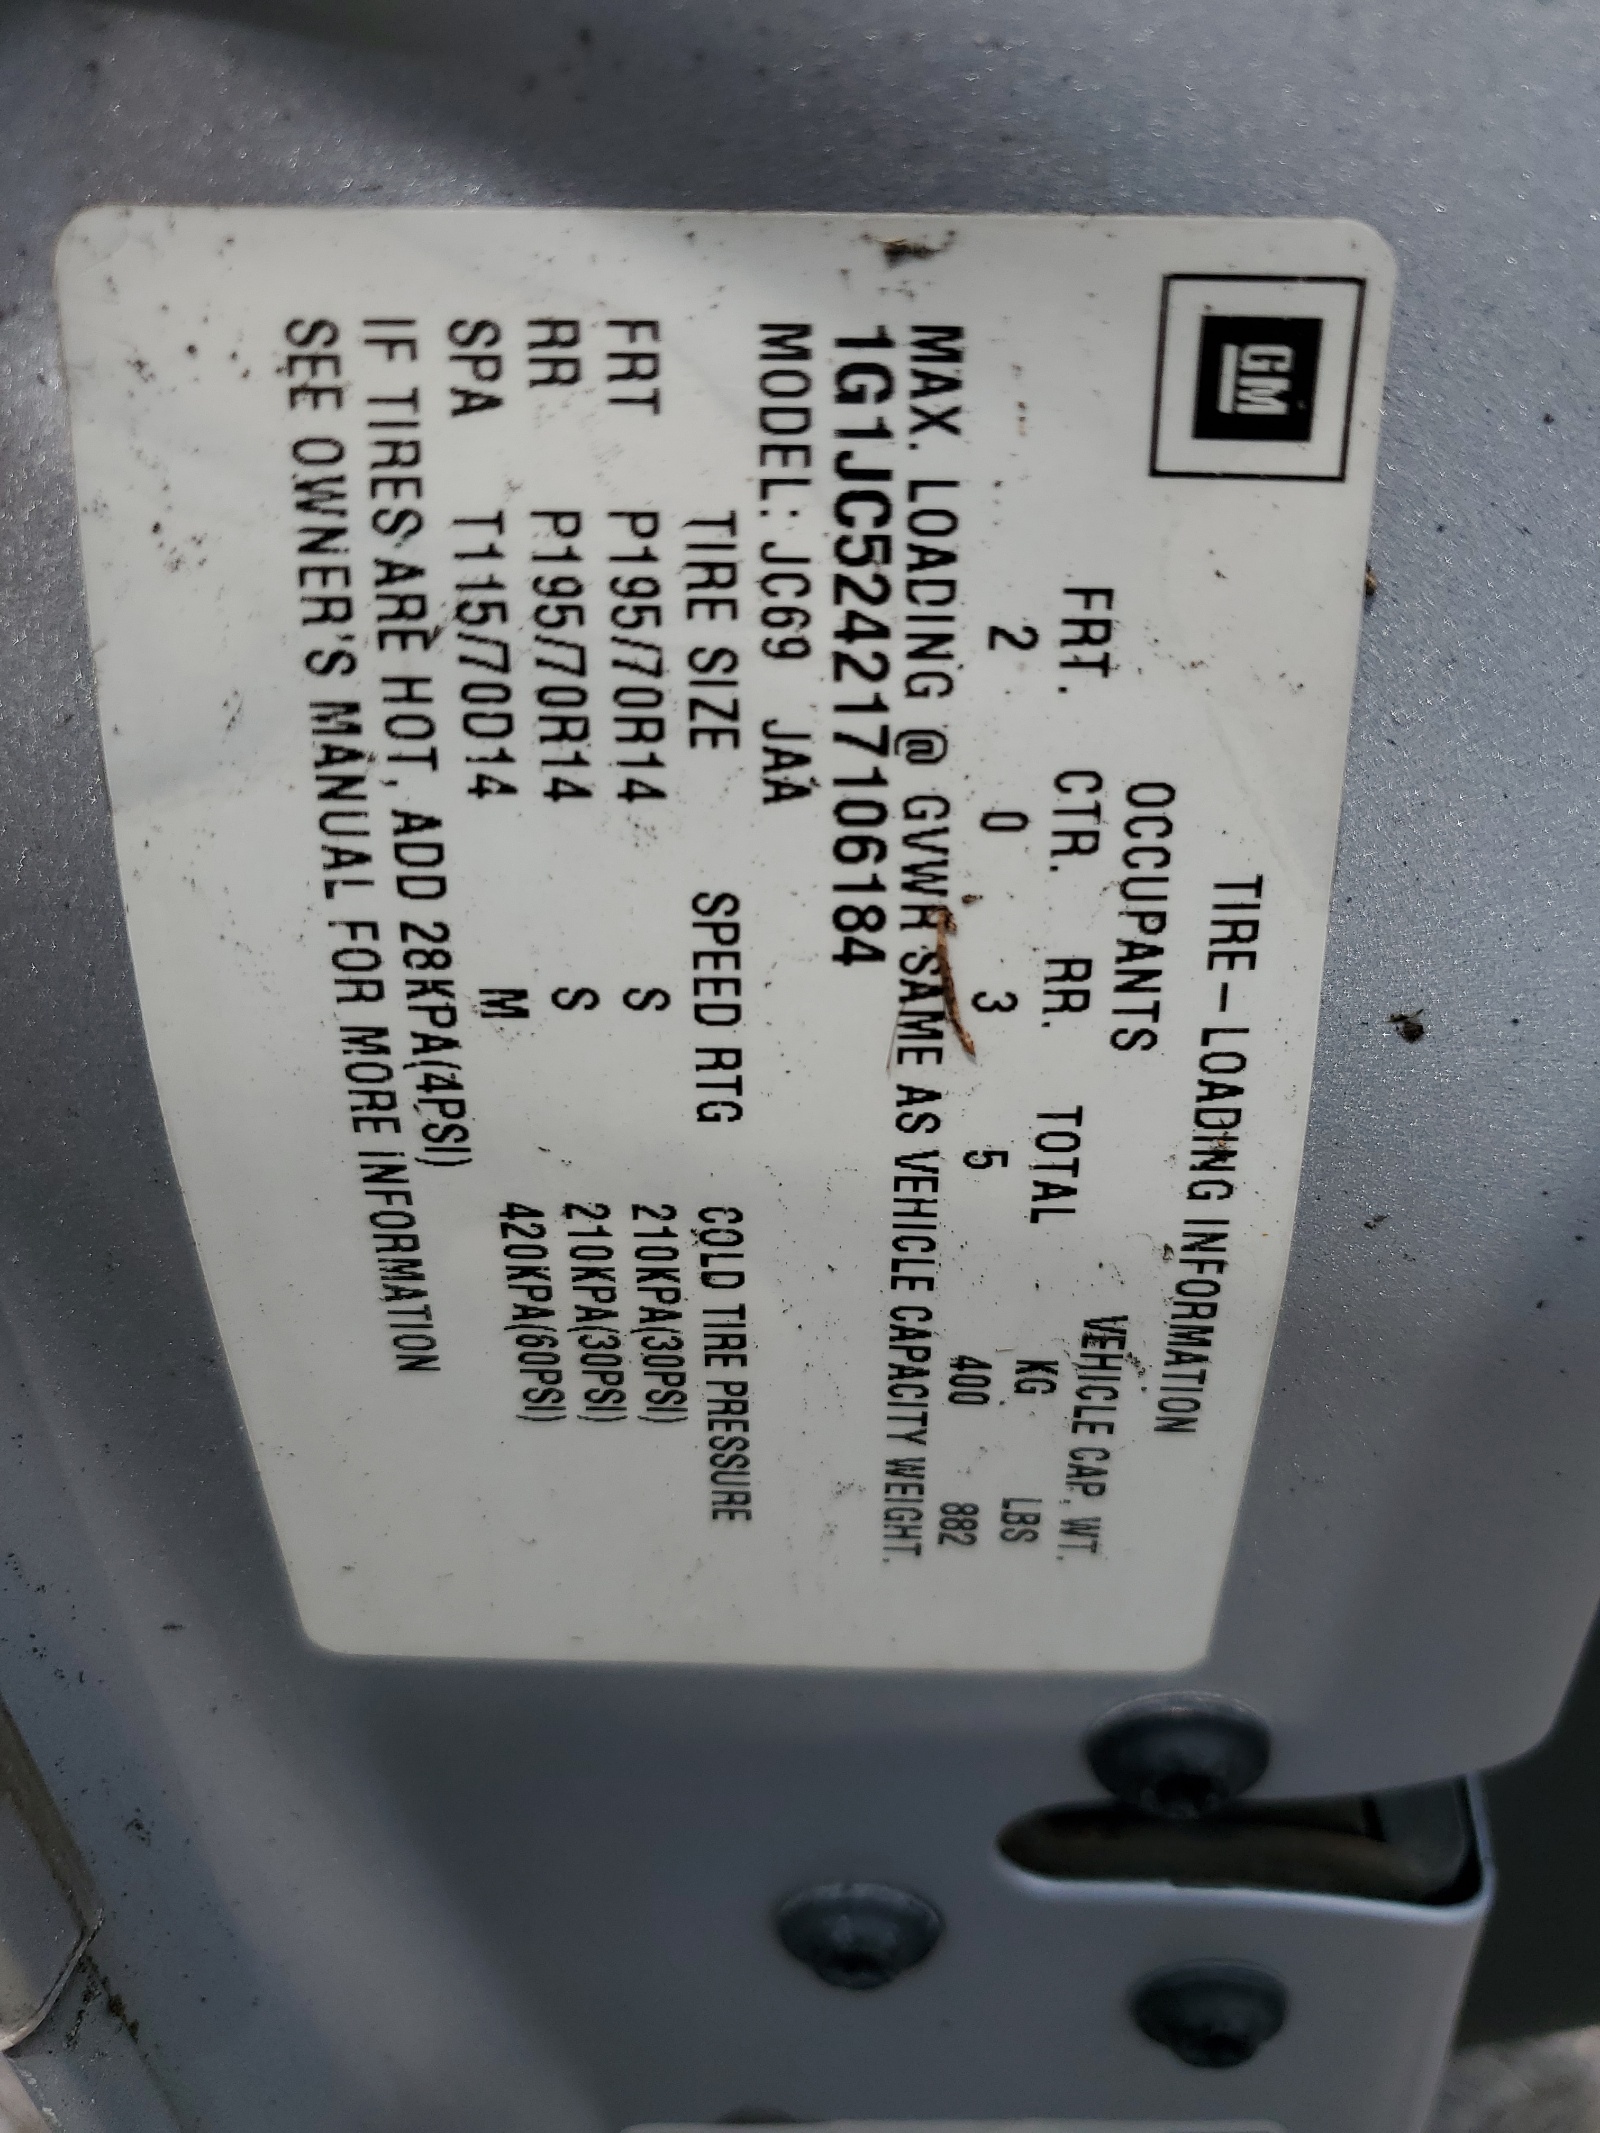 GM
TIRE-LOADING INFORMATION
OCCUPANTS VEHICLE CAP. WT.
FRT. CTR. RR. TOTAL KG LBS
2 0 3 5 400 882
MAX. LOADING @ GVWR SAME AS VEHICLE CAPACITY WEIGHT.
1G1JC524217106184
MODEL: JC69 JAA
TIRE SIZE SPEED RTG COLD TIRE PRESSURE
FRT P195/70R14 S 210KPA(30PSI)
RR P195/70R14 S 210KPA(30PSI)
SPA T115/70D14 M 420KPA(60PSI)
IF TIRES ARE HOT, ADD 28KPA(4PSI)
SEE OWNER'S MANUAL FOR MORE INFORMATION